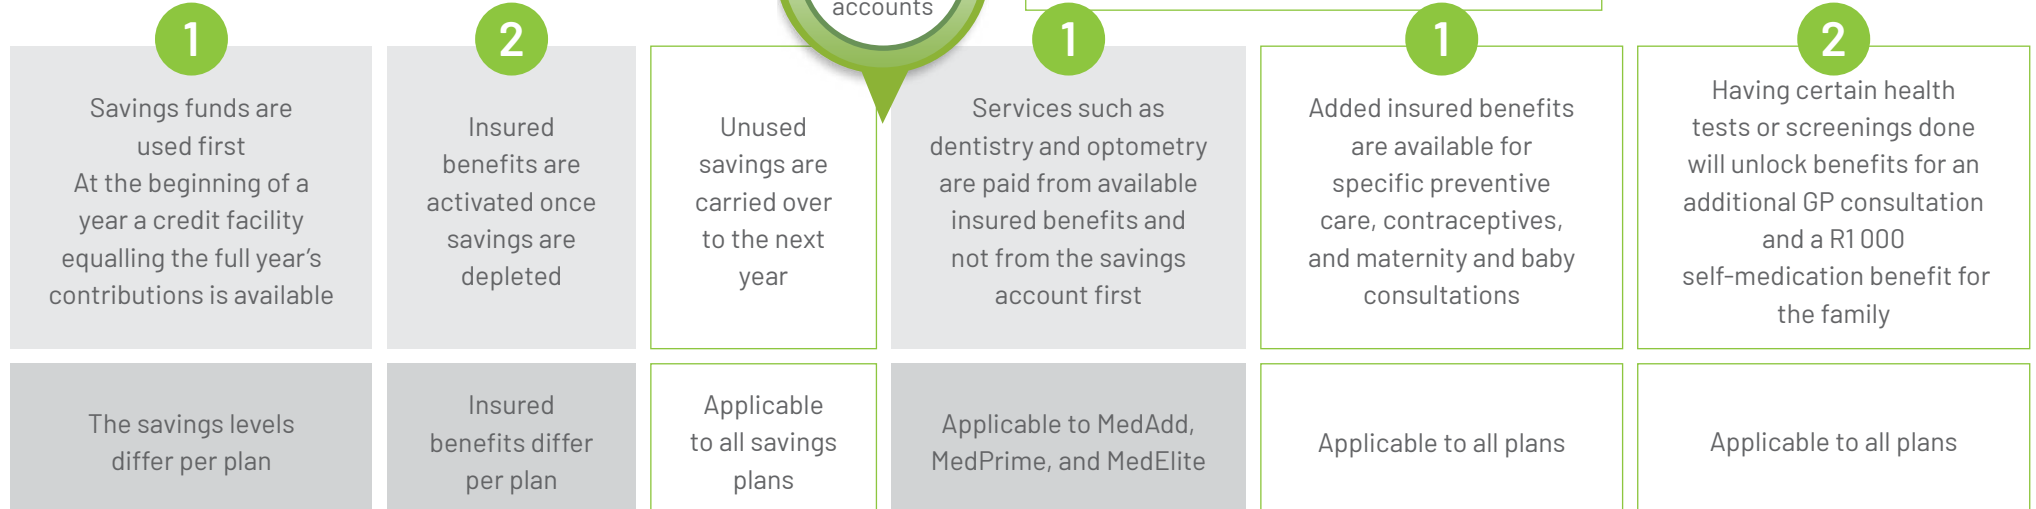 accounts
1
Savings funds are
used first
At the beginning of a
year a credit facility
equalling the full year's
contributions is available
The savings levels
differ per plan
2
Insured
benefits are
activated once
savings are
depleted
Insured
benefits differ
per plan
Unused
savings are
carried over
to the next
year
Applicable
to all savings
plans
1
Services such as
dentistry and optometry
are paid from available
insured benefits and
not from the savings
account first
Applicable to MedAdd,
MedPrime, and MedElite
1
Added insured benefits
are available for
specific preventive
care, contraceptives,
and maternity and baby
consultations
Applicable to all plans
2
Having certain health
tests or screenings done
will unlock benefits for an
additional GP consultation
and a R1 000
self-medication benefit for
the family
Applicable to all plans